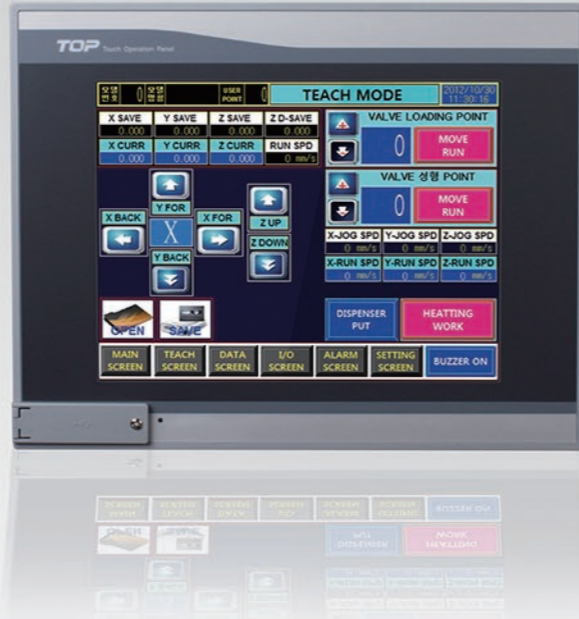 TOP Touch Operation Panel
모델번호 0 모델명칭 USER POINT 0 TEACH MODE 2012/10/30 11:30:16
X SAVE Y SAVE Z SAVE Z D-SAVE VALVE LOADING POINT
0.000 0.000 0.000 0.000
X CURR Y CURR Z CURR RUN SPD 0 MOVE RUN
0.000 0.000 0.000 0 mm/s
VALVE 성형 POINT
0 MOVE RUN
Y FOR
X BACK X X FOR Z UP
Y BACK Z DOWN
X-JOG SPD Y-JOG SPD Z-JOG SPD
0 mm/s 0 mm/s 0 mm/s
X-RUN SPD Y-RUN SPD Z-RUN SPD
0 mm/s 0 mm/s 0 mm/s
OPEN SAVE DISPENSER PUT HEATTING WORK
MAIN SCREEN TEACH SCREEN DATA SCREEN I/O SCREEN ALARM SCREEN SETTING SCREEN BUZZER ON